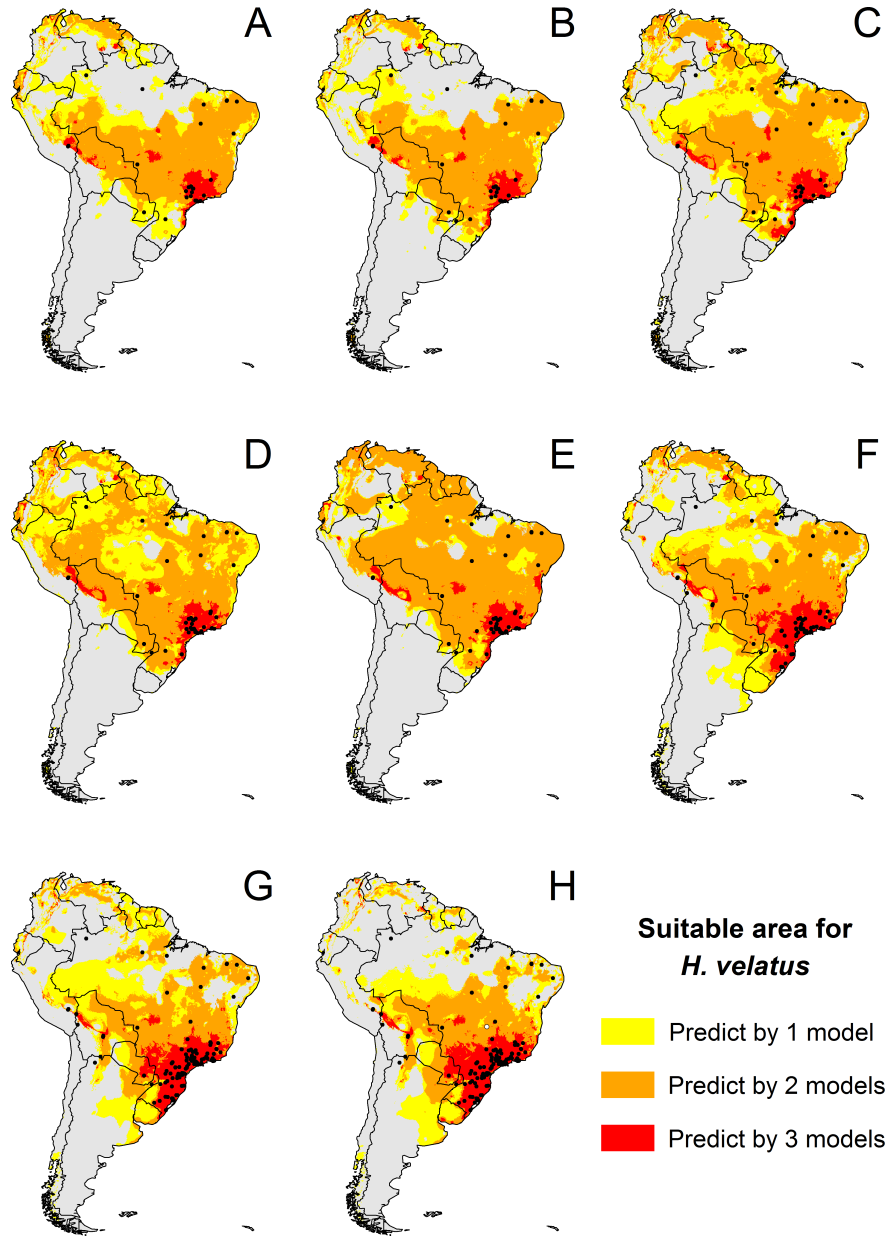 A
B
C
D
E
F
G
H
Suitable area for
H. velatus
Predict by 1 model
Predict by 2 models
Predict by 3 models